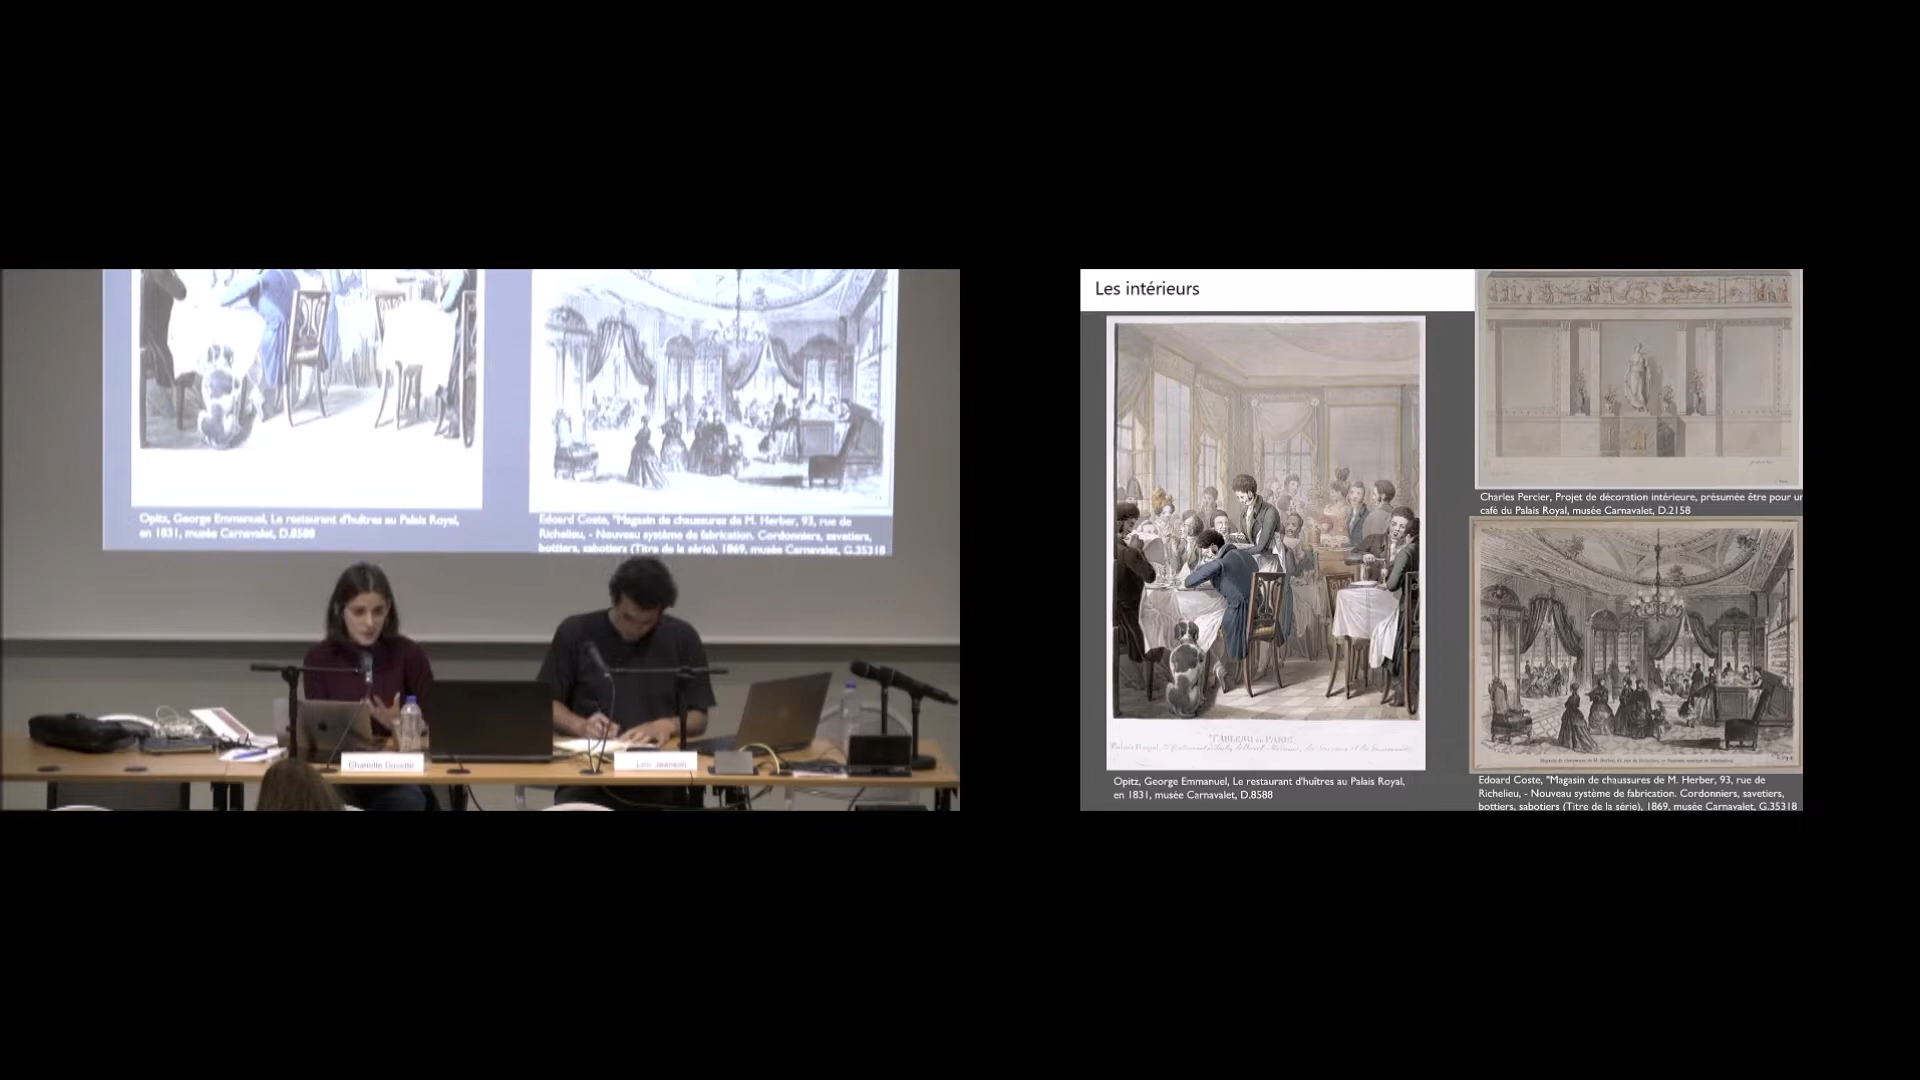 Opitz, George Emmanuel, Le restaurant d'huîtres au Palais Royal,
en 1831, musée Carnavalet, D.8588
Edoard Coste, "Magasin de chaussures de M. Herber, 93, rue de
Richelieu, - Nouveau système de fabrication. Cordonniers, savetiers,
bottiers, sabotiers (Titre de la série), 1869, musée Carnavalet, G.35318
Charlotte Duvette
Loïc Jeanson
Les intérieurs
TABLEAU DE PARIS
Charles Percier, Projet de décoration intérieure, présumée être pour un
café du Palais Royal, musée Carnavalet, D.2158
Opitz, George Emmanuel, Le restaurant d'huîtres au Palais Royal,
en 1831, musée Carnavalet, D.8588
Edoard Coste, "Magasin de chaussures de M. Herber, 93, rue de
Richelieu, - Nouveau système de fabrication. Cordonniers, savetiers,
bottiers, sabotiers (Titre de la série), 1869, musée Carnavalet, G.35318